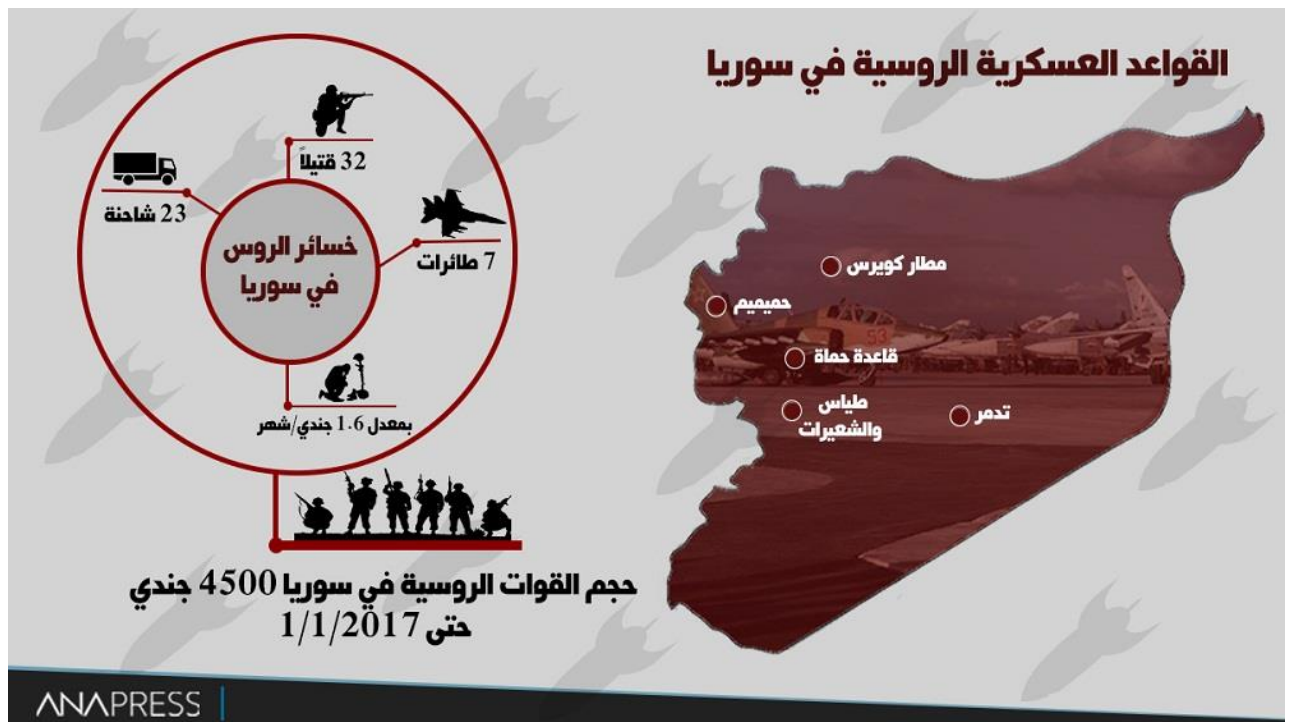 القواعد العسكرية الروسية في سوريا
مطار كويرس
حميميم
قاعدة حماة
طياس
والشعيرات
تدمر
32 قتيلاً
23 شاحنة
7 طائرات
خسائر الروس
في سوريا
بمعدل 1.6 جندي/شهر
حجم القوات الروسية في سوريا 4500 جندي
حتى 1/1/2017
53
ANAPRESS